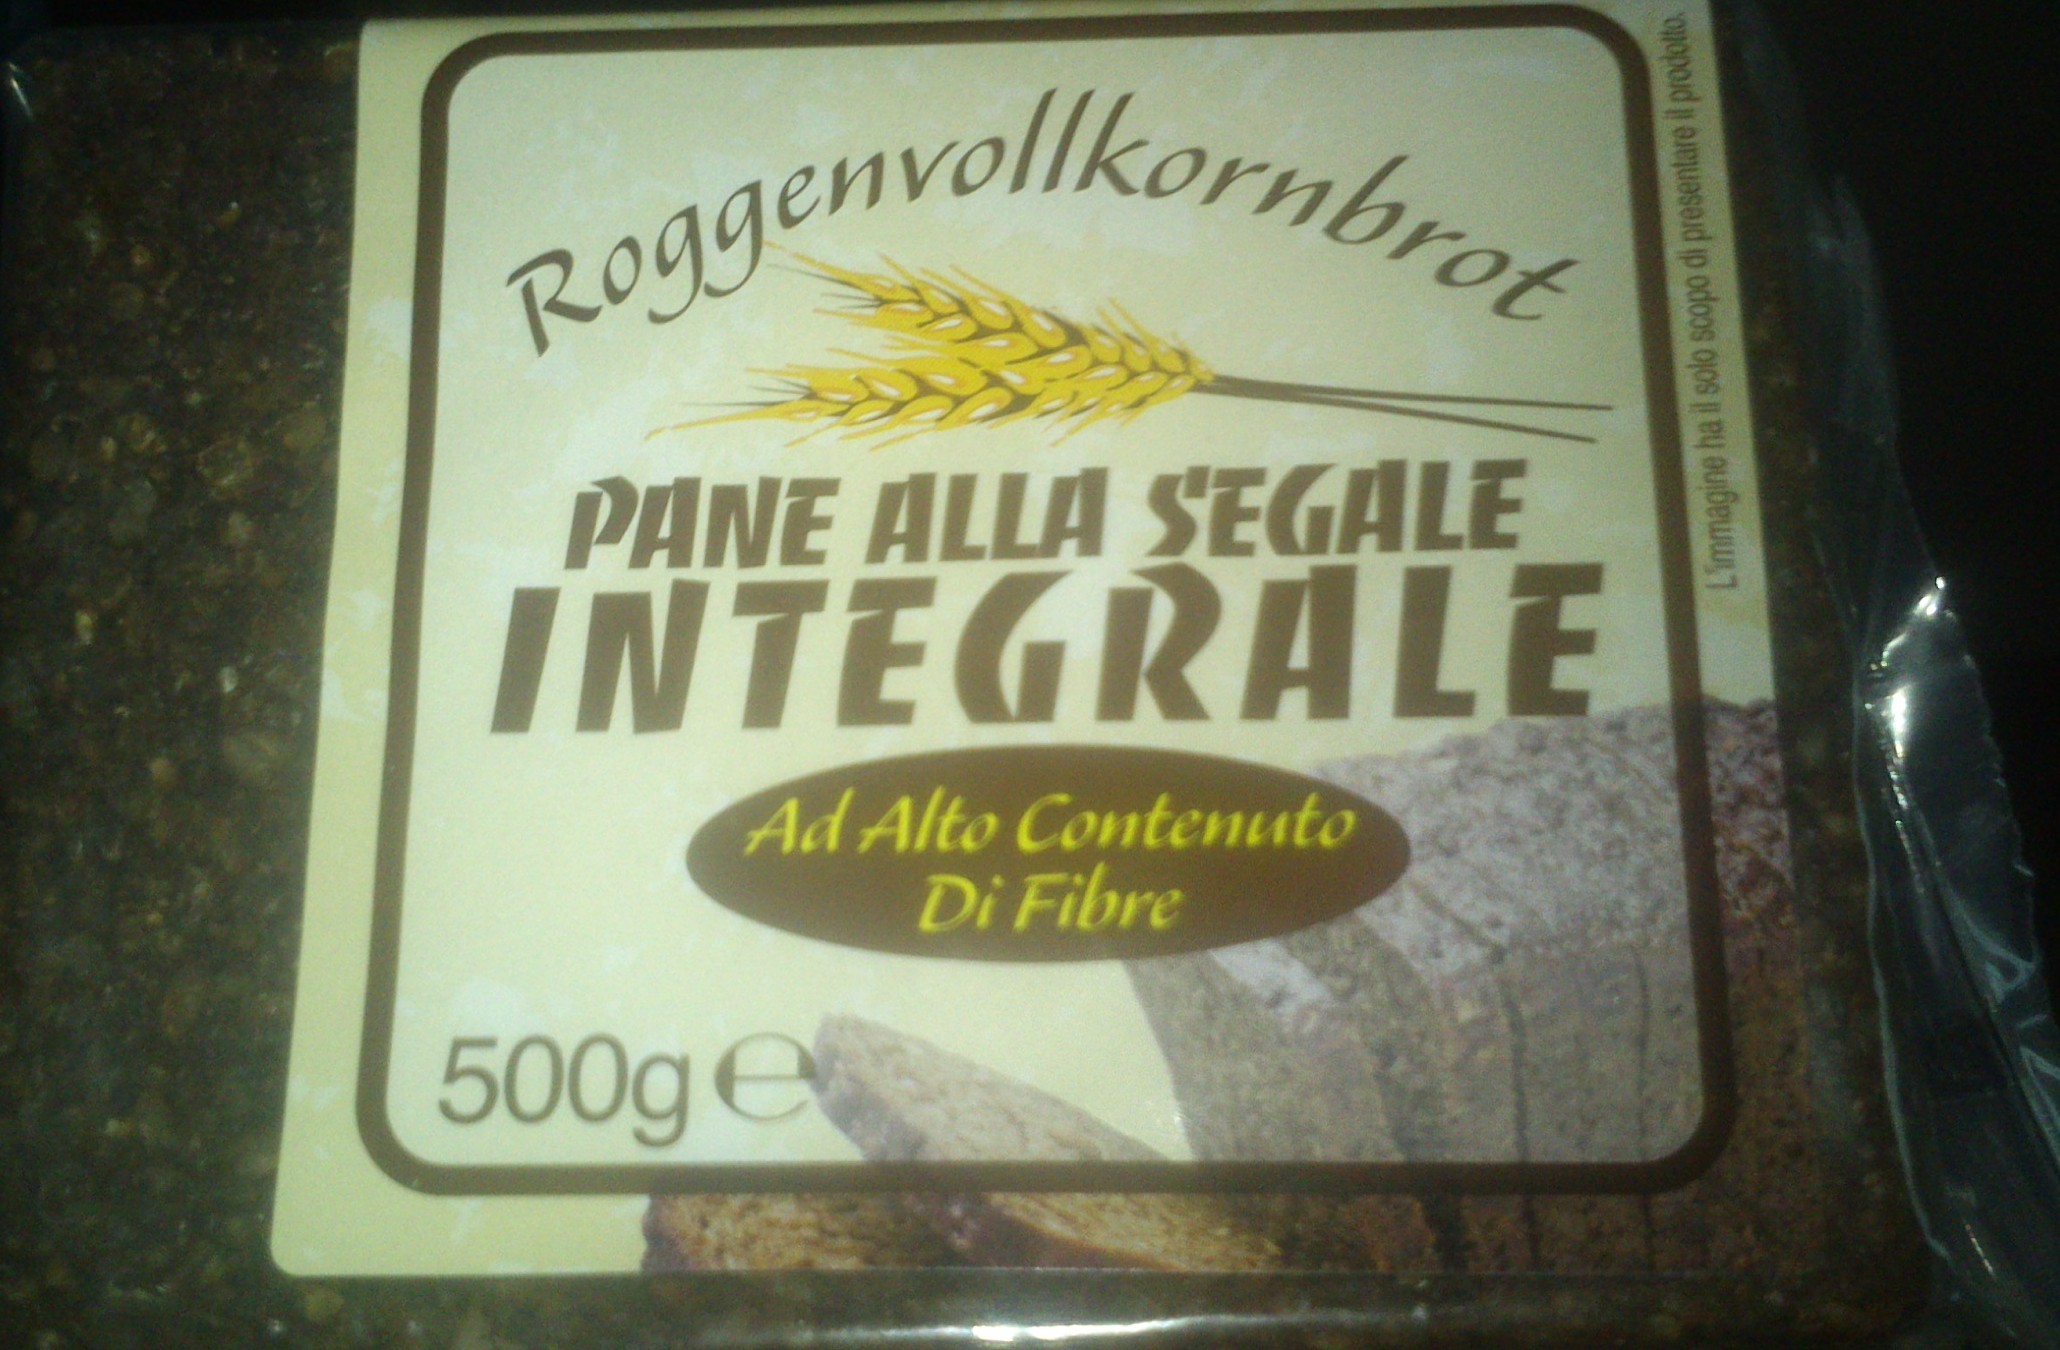 Roggenvollkornbrot
PANE ALLA SEGALE
INTEGRALE
Ad Alto Contenuto
Di Fibre
500g ℮
L'immagine ha il solo scopo di presentare il prodotto.